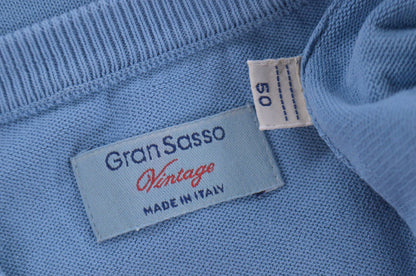 Gran Sasso
Vintage
MADE IN ITALY
50